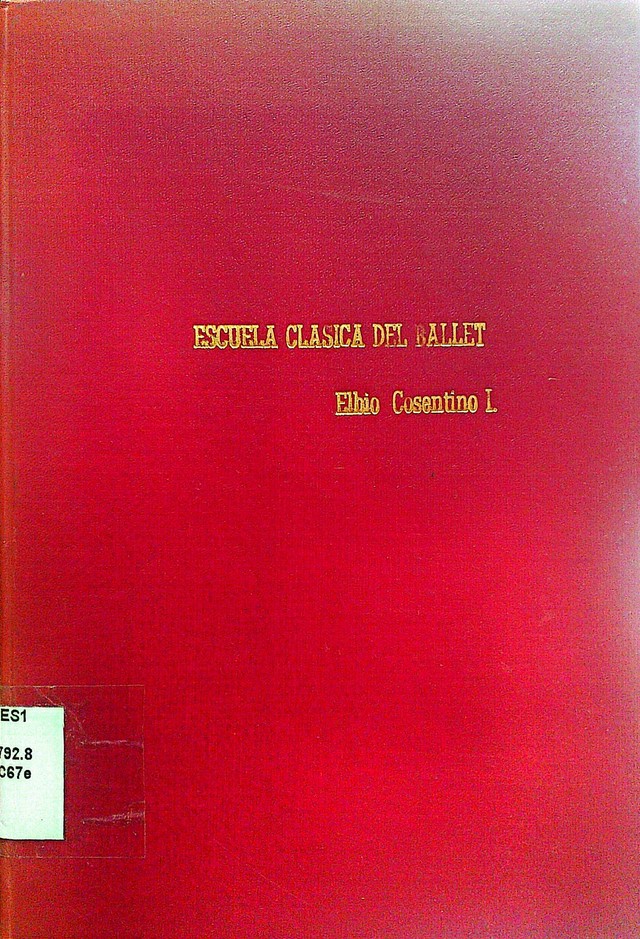 ESCUELA CLASICA DEL BALLET
Elbio Cosentino I.
ES1
792.8
C67e